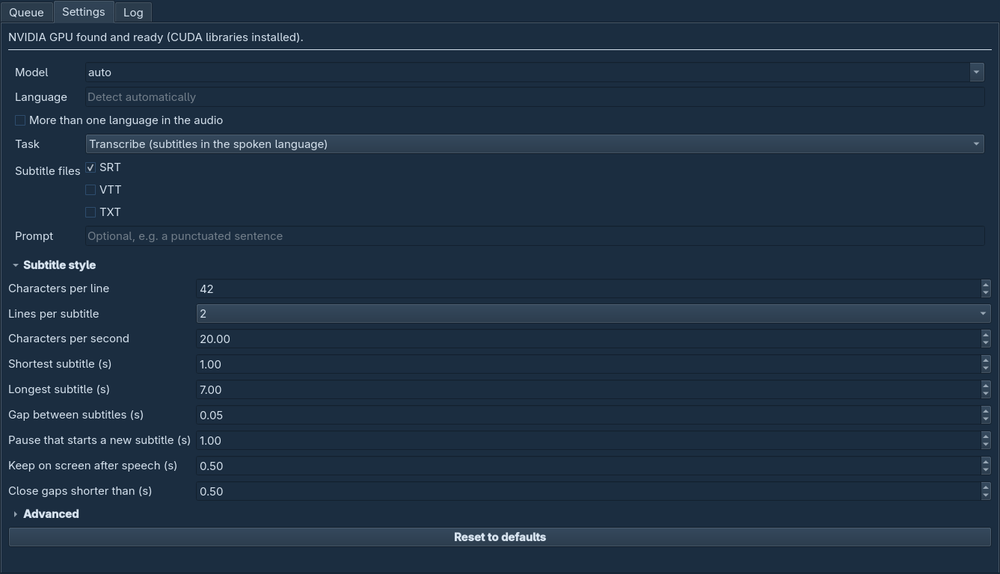 Queue Settings Log
NVIDIA GPU found and ready (CUDA libraries installed).
Model auto
Language Detect automatically
More than one language in the audio
Task Transcribe (subtitles in the spoken language)
Subtitle files SRT
VTT
TXT
Prompt Optional, e.g. a punctuated sentence
Subtitle style
Characters per line 42
Lines per subtitle 2
Characters per second 20.00
Shortest subtitle (s) 1.00
Longest subtitle (s) 7.00
Gap between subtitles (s) 0.05
Pause that starts a new subtitle (s) 1.00
Keep on screen after speech (s) 0.50
Close gaps shorter than (s) 0.50
Advanced
Reset to defaults